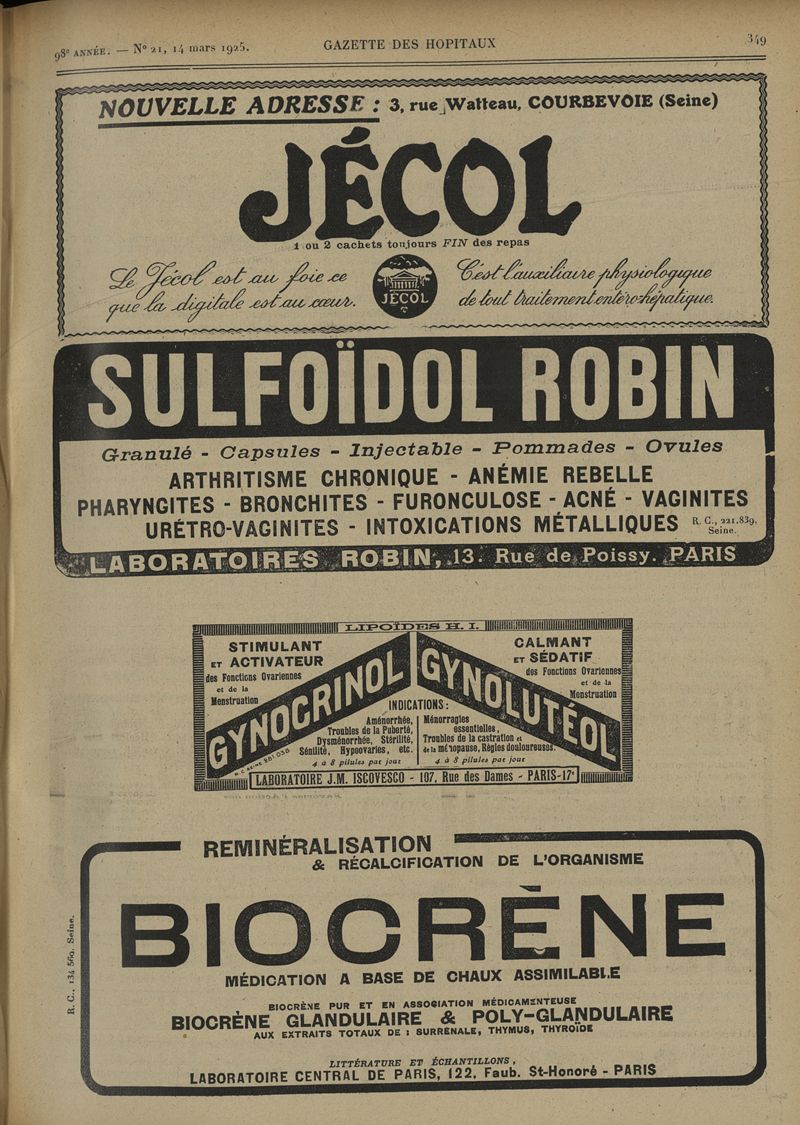 98e ANNÉE. — No 21, 14 mars 1925. GAZETTE DES HOPITAUX 349
NOUVELLE ADRESSE : 3, rue Watteau, COURBEVOIE (Seine)
JÉCOL
1 ou 2 cachets toujours FIN des repas
Le Jécol est au foie ce
que la digitale est au cœur.
JÉCOL
C'est l'auxiliaire physiologique
de tout traitement entéro-hépatique.
SULFOÏDOL ROBIN
Granulé - Capsules - Injectable - Pommades - Ovules
ARTHRITISME CHRONIQUE - ANÉMIE REBELLE
PHARYNGITES - BRONCHITES - FURONCULOSE - ACNÉ - VAGINITES
URÉTRO-VAGINITES - INTOXICATIONS MÉTALLIQUES R. C., 221.839.
Seine.
LABORATOIRES ROBIN, 13. Rue de Poissy. PARIS
LIPOÏDES H. I.
STIMULANT
ET ACTIVATEUR
des Fonctions Ovariennes
et de la
Menstruation
GYNOCRINOL
GYNOLUTÉOL
CALMANT
ET SÉDATIF
des Fonctions Ovariennes
et de la
Menstruation
INDICATIONS :
Aménorrhée,
Troubles de la Puberté,
Dysménorrhée, Stérilité,
Sénilité, Hypoovaries, etc.
4 à 8 pilules par jour
Ménorragies
essentielles,
Troubles de la castration et
de la ménopause, Règles douloureuses.
4 à 8 pilules par jour
LABORATOIRE J.M. ISCOVESCO - 107, Rue des Dames - PARIS-17e
REMINÉRALISATION
& RÉCALCIFICATION DE L'ORGANISME
BIOCRÈNE
MÉDICATION A BASE DE CHAUX ASSIMILABLE
BIOCRÈNE PUR ET EN ASSOCIATION MÉDICAMENTEUSE
BIOCRÈNE GLANDULAIRE & POLY-GLANDULAIRE
AUX EXTRAITS TOTAUX DE : SURRÉNALE, THYMUS, THYROÏDE
LITTÉRATURE ET ÉCHANTILLONS,
LABORATOIRE CENTRAL DE PARIS, 122, Faub. St-Honoré - PARIS
R. C., 134 569. Seine.